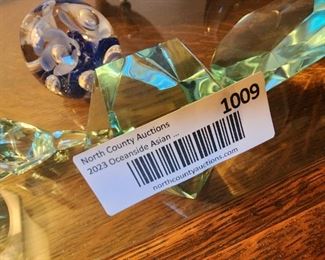 1009
North County Auctions
2023 Oceanside Asian ...
northcountyauctions.com